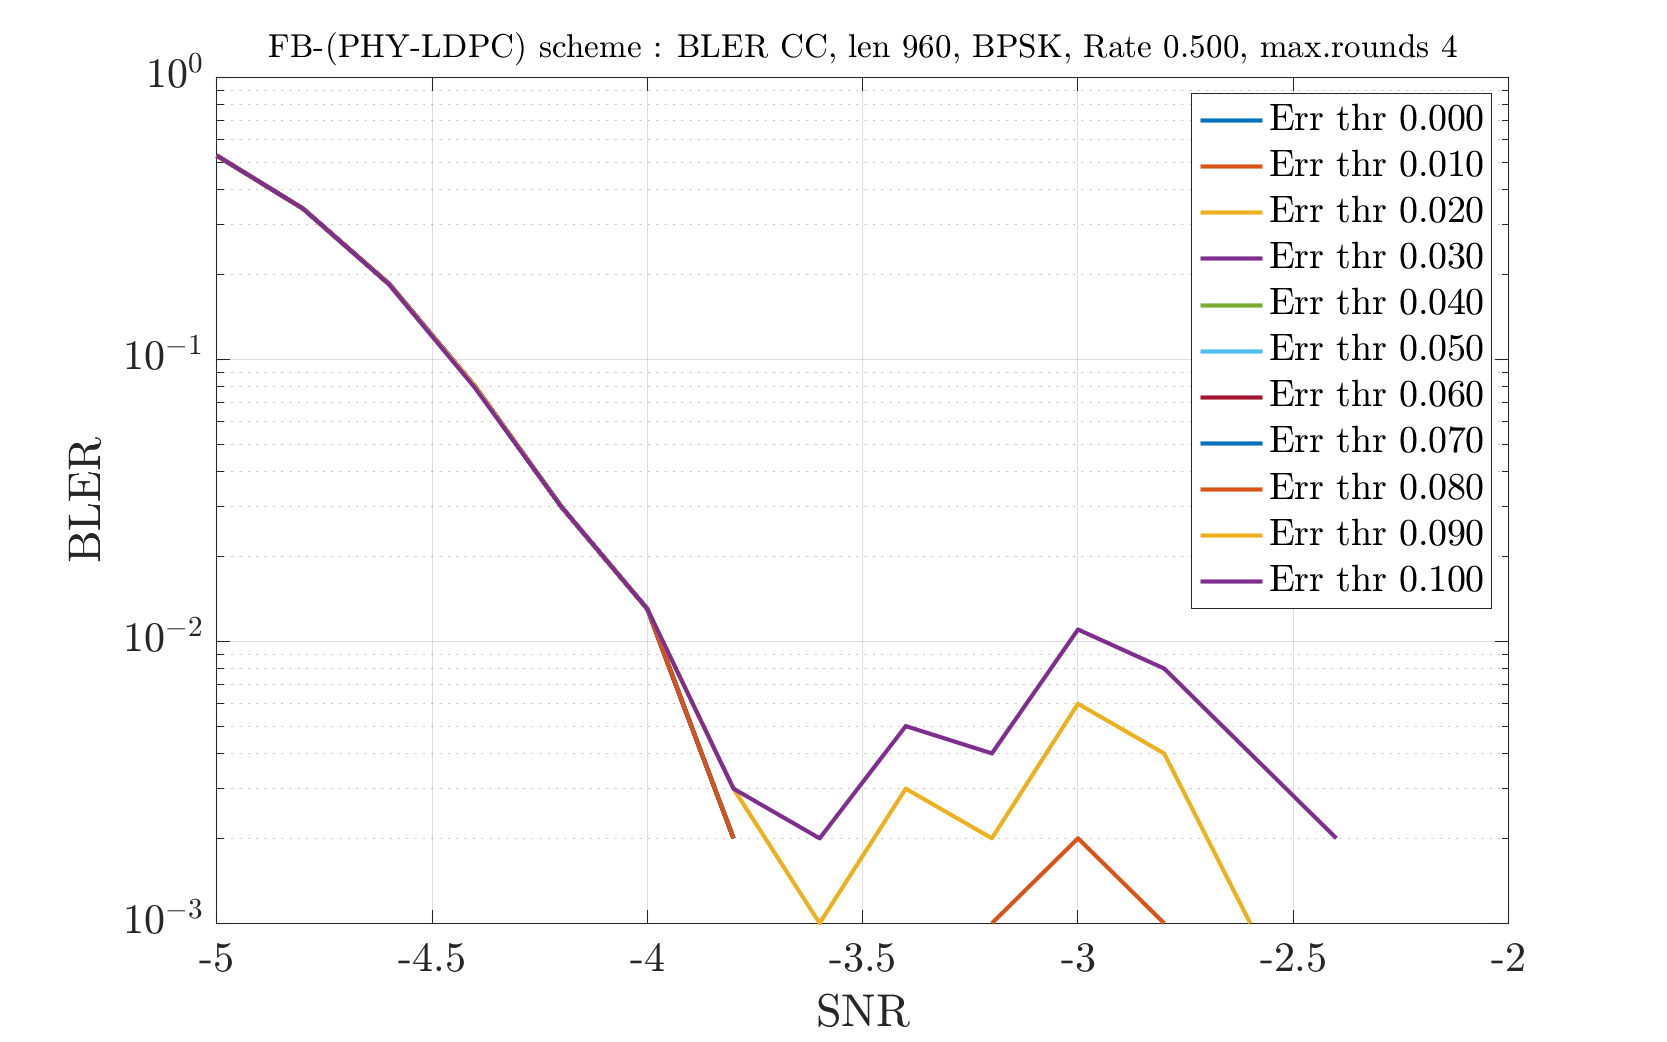 FB-(PHY-LDPC) scheme : BLER CC, len 960, BPSK, Rate 0.500, max.rounds 4
10^0
10^{-1}
10^{-2}
10^{-3}
BLER
Err thr 0.000
Err thr 0.010
Err thr 0.020
Err thr 0.030
Err thr 0.040
Err thr 0.050
Err thr 0.060
Err thr 0.070
Err thr 0.080
Err thr 0.090
Err thr 0.100
-5 -4.5 -4 -3.5 -3 -2.5 -2
SNR